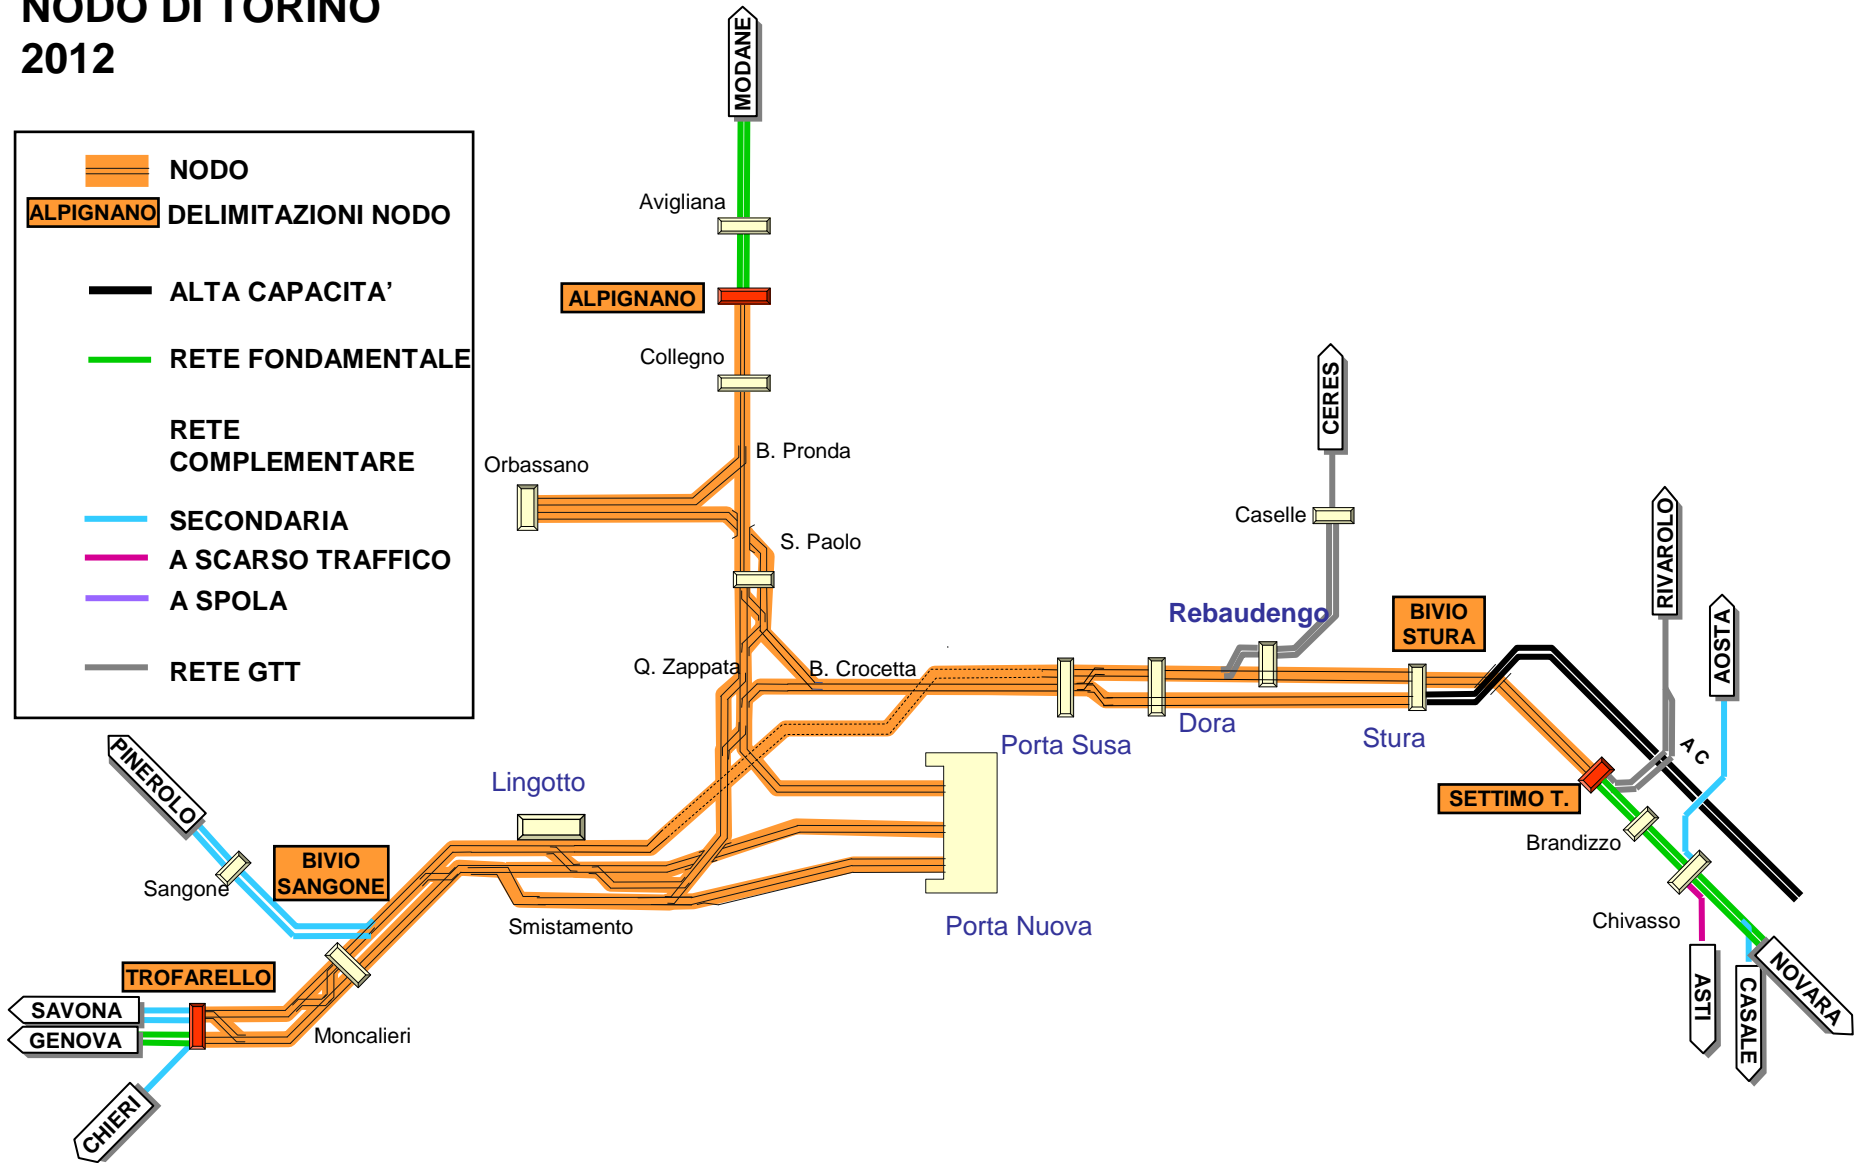 NODO DI TORINO
2012
NODO
ALPIGNANO
DELIMITAZIONI NODO
ALTA CAPACITA’
RETE FONDAMENTALE
RETE
COMPLEMENTARE
SECONDARIA
A SCARSO TRAFFICO
A SPOLA
RETE GTT
MODANE
Avigliana
ALPIGNANO
Collegno
B. Pronda
Orbassano
S. Paolo
Q. Zappata
B. Crocetta
CERES
Caselle
Rebaudengo
BIVIO
STURA
RIVAROLO
AOSTA
Porta Susa
Dora
Stura
A C
SETTIMO T.
Brandizzo
Chivasso
ASTI
CASALE
NOVARA
Lingotto
PINEROLO
Sangone
BIVIO
SANGONE
Smistamento
Porta Nuova
TROFARELLO
SAVONA
GENOVA
Moncalieri
CHIERI